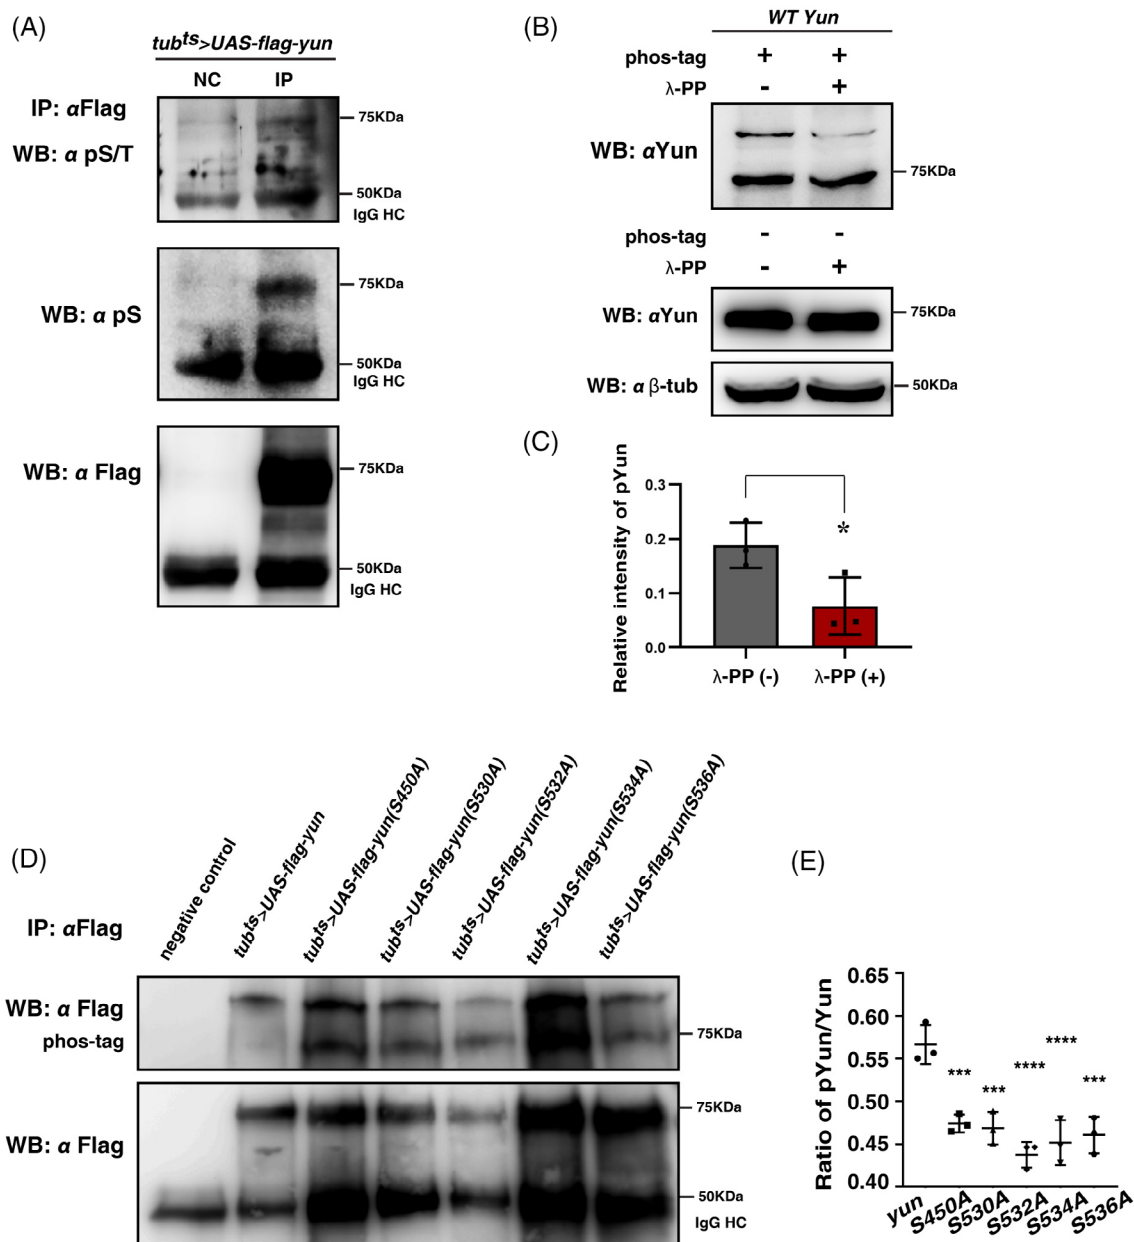 (A)
tubts>UAS-flag-yun
NC IP
IP: αFlag
WB: α pS/T
75KDa
50KDa
IgG HC
WB: α pS
75KDa
50KDa
IgG HC
WB: α Flag
75KDa
50KDa
IgG HC
(B)
WT Yun
phos-tag + +
λ-PP - +
WB: αYun
75KDa
phos-tag - -
λ-PP - +
WB: αYun
75KDa
WB: α β-tub
50KDa
(C)
Relative intensity of pYun
0.3
0.2
0.1
0.0
*
λ-PP (-) λ-PP (+)
(D)
negative control
tubts>UAS-flag-yun
tubts>UAS-flag-yun(S450A)
tubts>UAS-flag-yun(S530A)
tubts>UAS-flag-yun(S532A)
tubts>UAS-flag-yun(S534A)
tubts>UAS-flag-yun(S536A)
IP: αFlag
WB: α Flag
phos-tag
75KDa
WB: α Flag
75KDa
50KDa
IgG HC
(E)
Ratio of pYun/Yun
0.65
0.60
0.55
0.50
0.45
0.40
*** *** **** **** ***
yun S450A S530A S532A S534A S536A